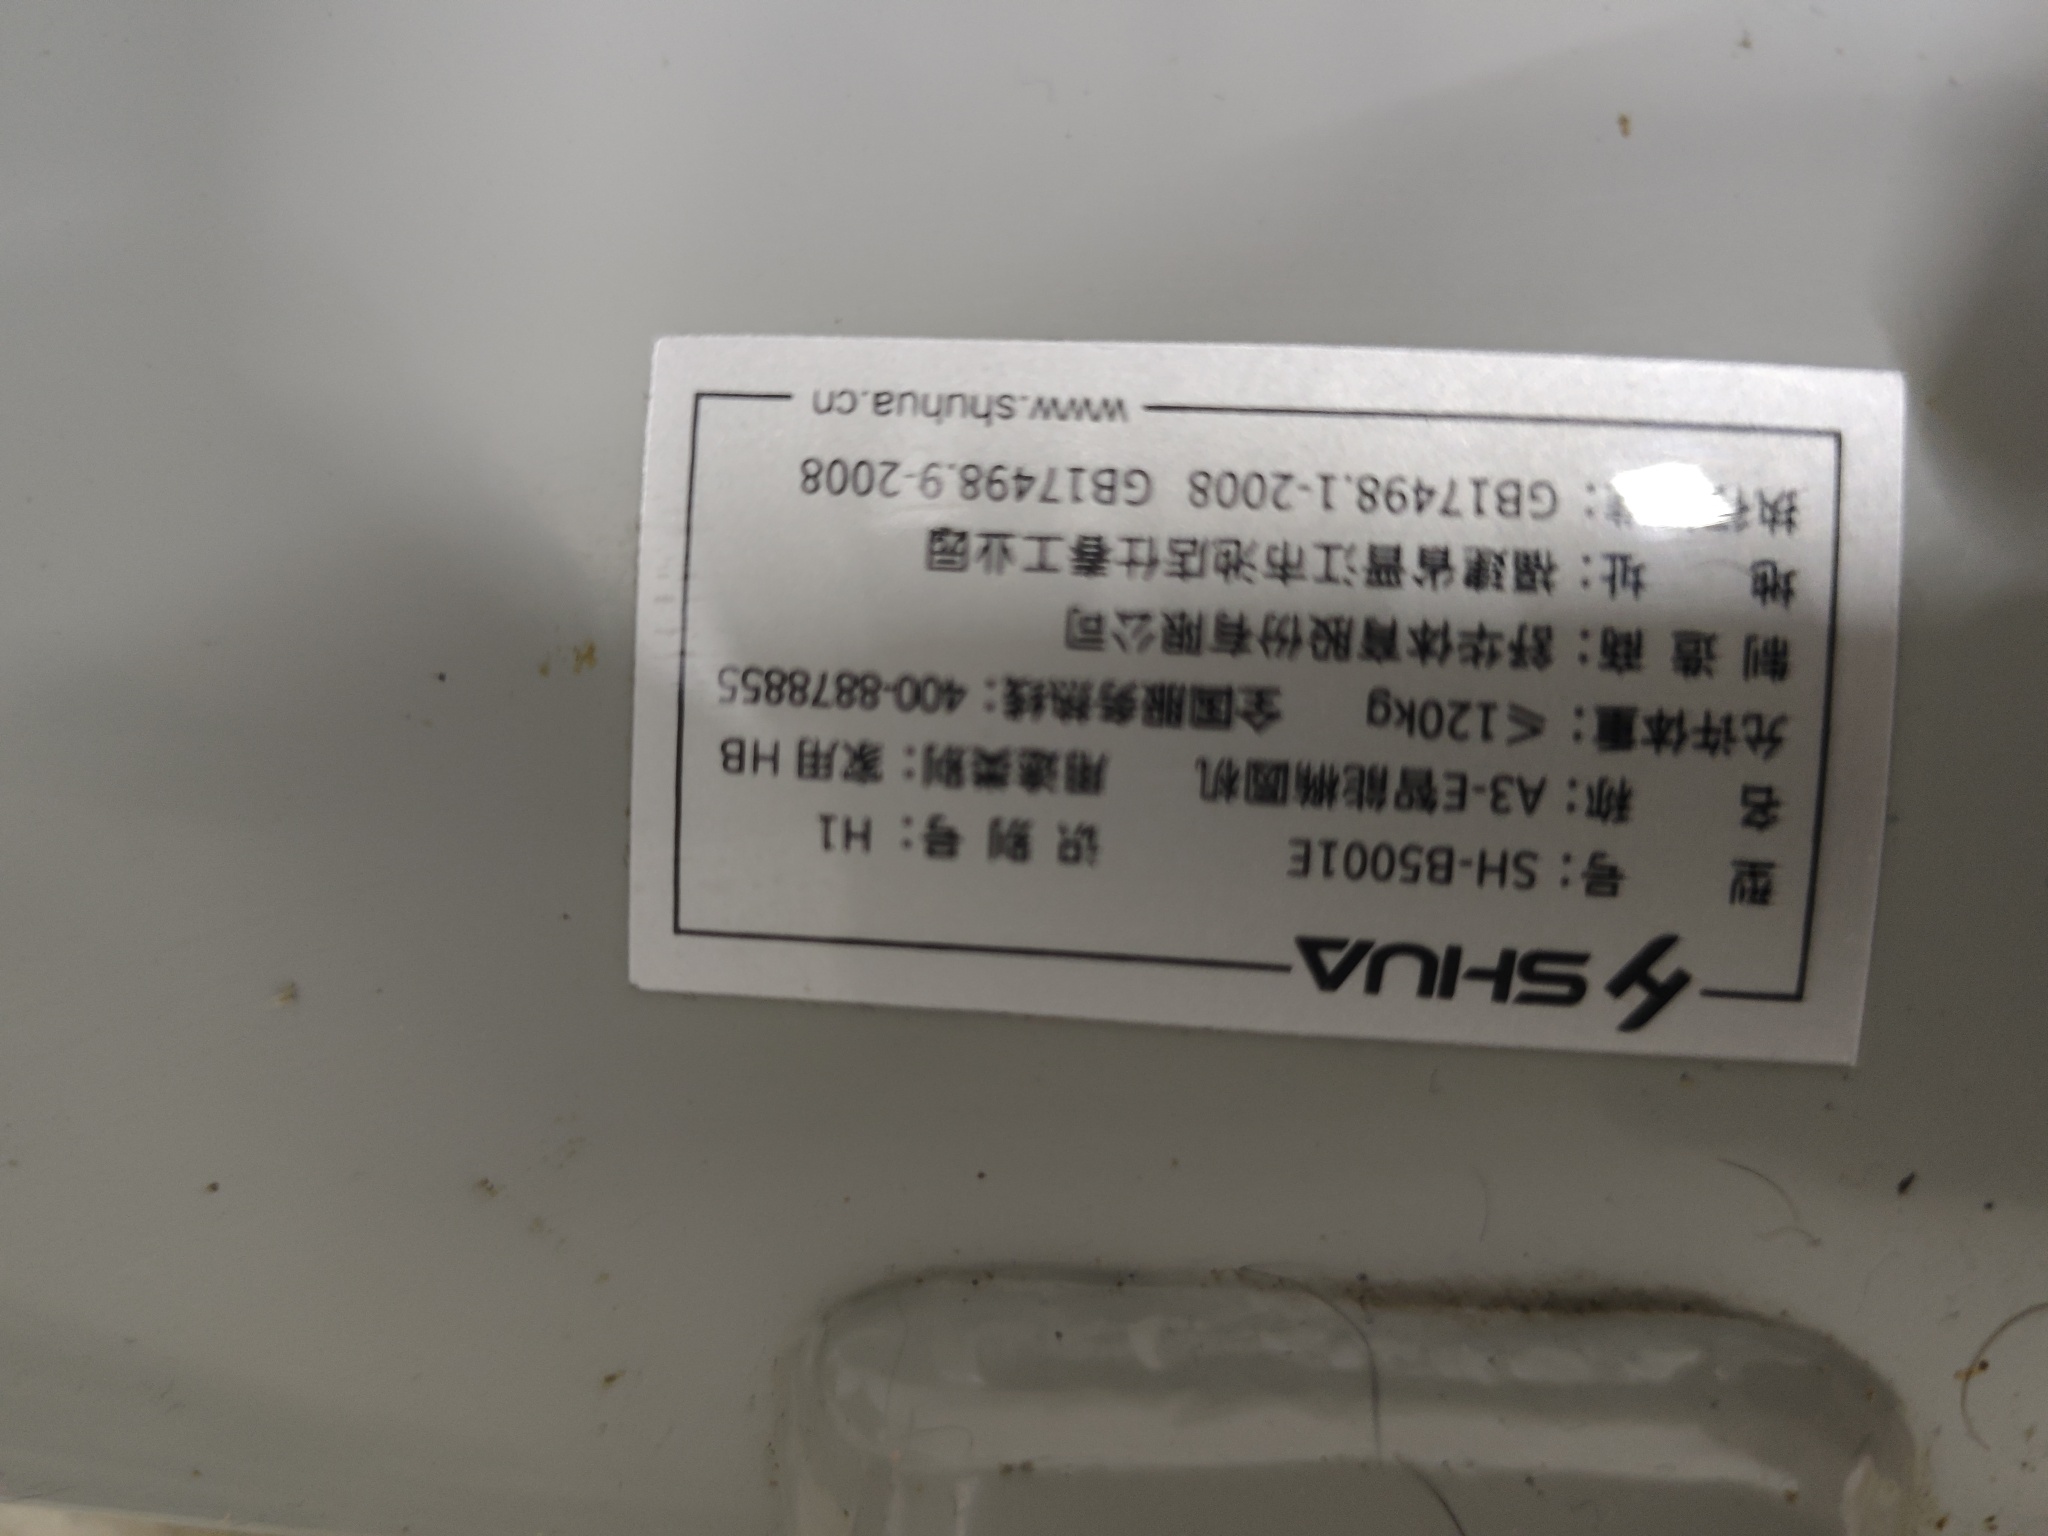 SHUA
型 号：SH-B5001E 识 别 号：H1
名 称：A3-E智能椭圆机 用途类别：家用 HB
允许体重：≤120kg 全国服务热线：400-8878855
制 造 商：舒华体育股份有限公司
地 址：福建省晋江市池店仕春工业园
执行：GB17498.1-2008 GB17498.9-2008
www.shuhua.cn